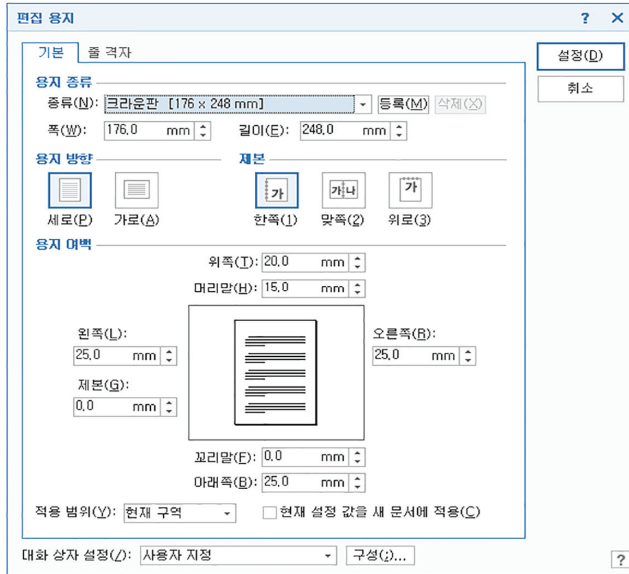 편집 용지 ? ×
기본 줄 격자
설정(D)
취소
용지 종류
종류(N): 크라운판 [176 x 248 mm] 등록(M) 삭제(X)
폭(W): 176,0 mm 길이(E): 248,0 mm
용지 방향 제본
가 가나 가
세로(P) 가로(A) 한쪽(1) 맞쪽(2) 위로(3)
용지 여백
위쪽(T): 20,0 mm
머리말(H): 15,0 mm
왼쪽(L): 오른쪽(R):
25,0 mm 25,0 mm
제본(G):
0,0 mm
꼬리말(F): 0,0 mm
아래쪽(B): 25,0 mm
적용 범위(Y): 현재 구역 현재 설정 값을 새 문서에 적용(C)
대화 상자 설정(/): 사용자 지정 구성(;)... ?